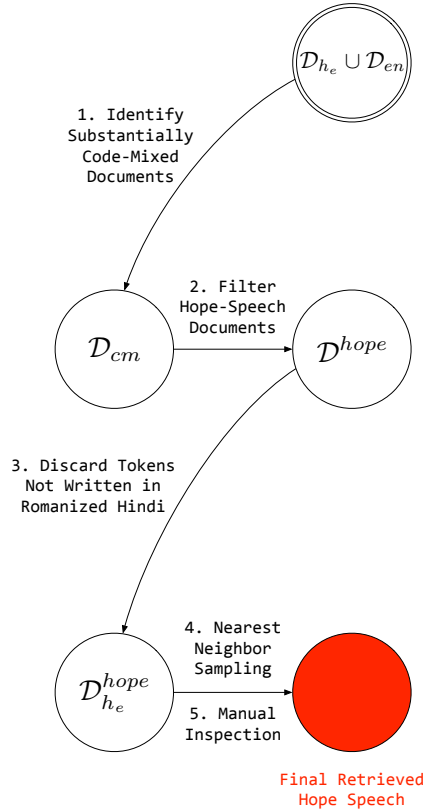 𝒟_{h_e} ∪ 𝒟_{en}
1. Identify
Substantially
Code-Mixed
Documents
2. Filter
Hope-Speech
Documents
𝒟_{cm}
𝒟^{hope}
3. Discard Tokens
Not Written in
Romanized Hindi
4. Nearest
Neighbor
Sampling
𝒟_{h_e}^{hope}
5. Manual
Inspection
Final Retrieved
Hope Speech